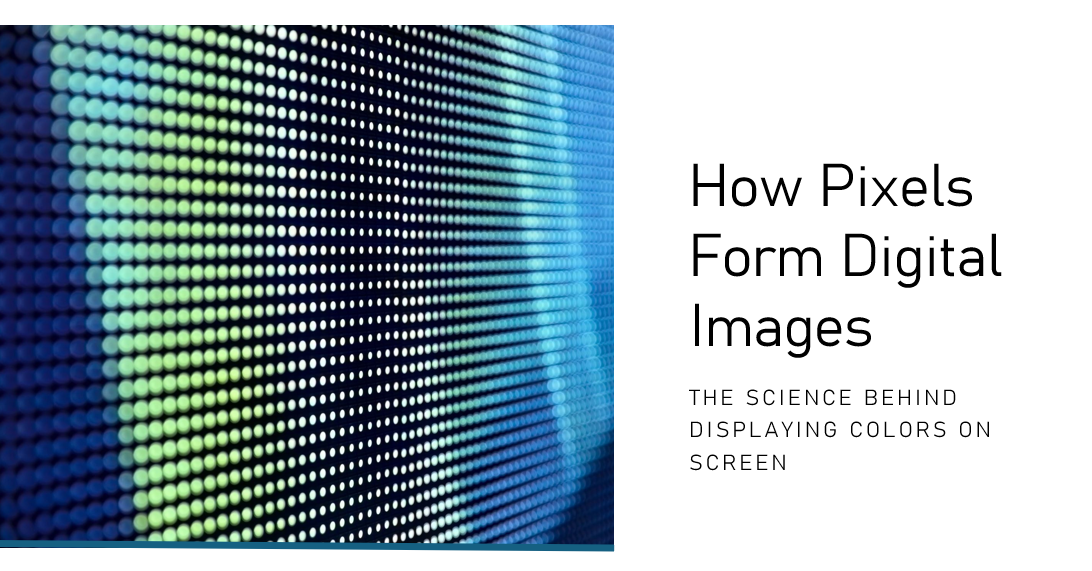 How Pixels
Form Digital
Images
THE SCIENCE BEHIND
DISPLAYING COLORS ON
SCREEN